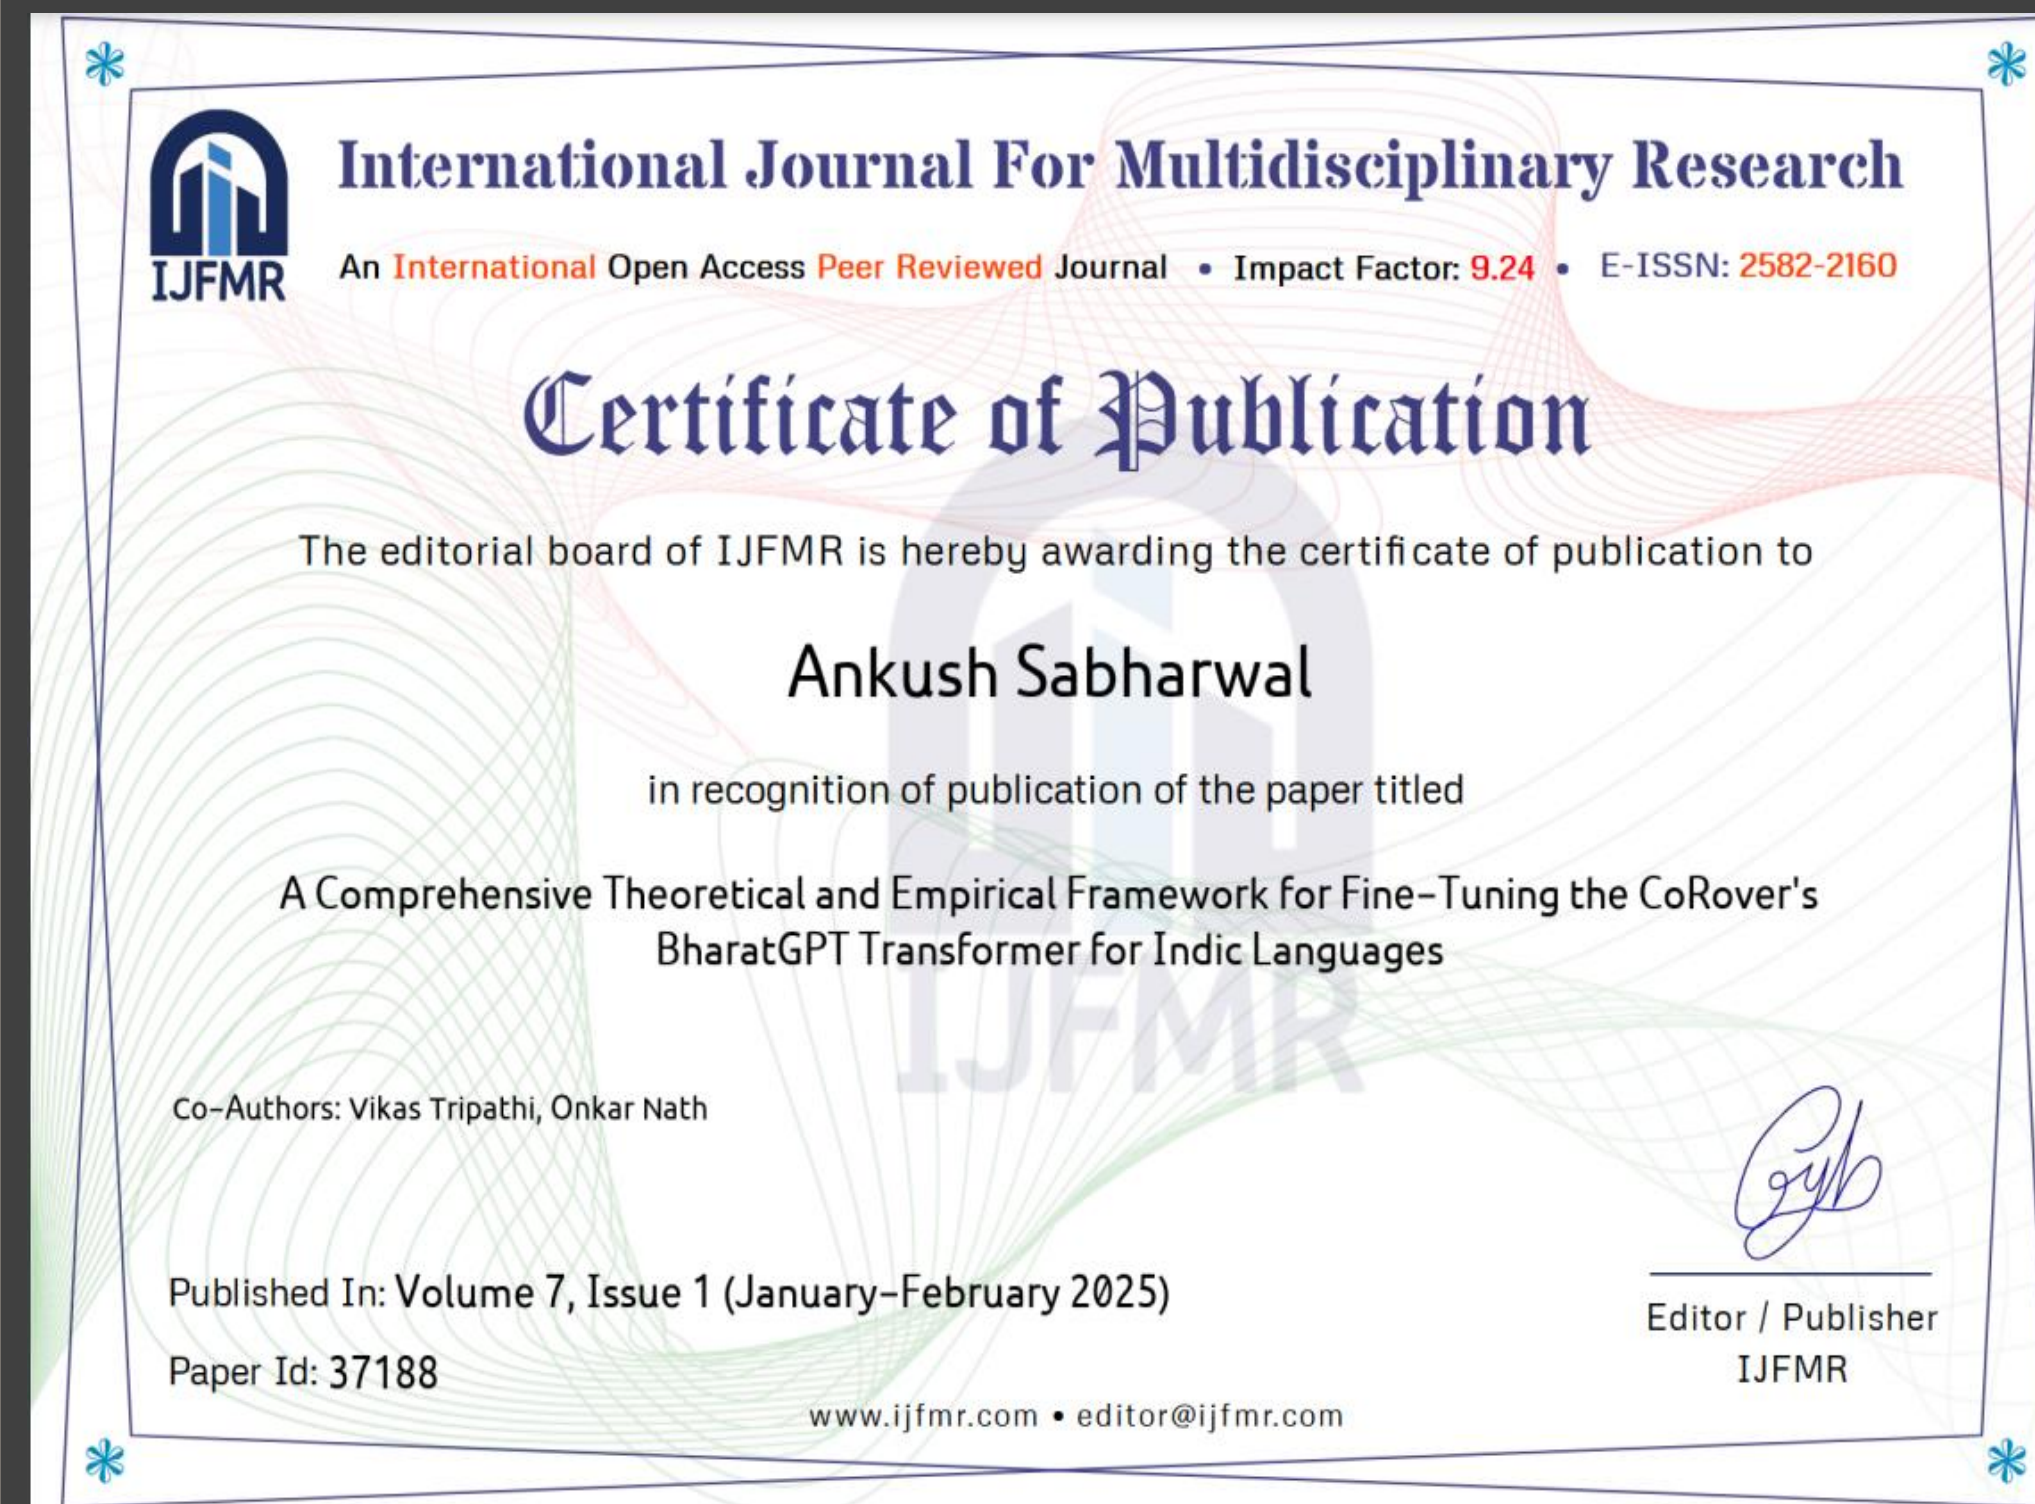 International Journal For Multidisciplinary Research
IJFMR
An International Open Access Peer Reviewed Journal • Impact Factor: 9.24 • E-ISSN: 2582-2160
Certificate of Publication
The editorial board of IJFMR is hereby awarding the certificate of publication to
Ankush Sabharwal
in recognition of publication of the paper titled
A Comprehensive Theoretical and Empirical Framework for Fine-Tuning the CoRover's
BharatGPT Transformer for Indic Languages
IJFMR
Co-Authors: Vikas Tripathi, Onkar Nath
Published In: Volume 7, Issue 1 (January-February 2025)
Editor / Publisher
IJFMR
Paper Id: 37188
www.ijfmr.com • editor@ijfmr.com